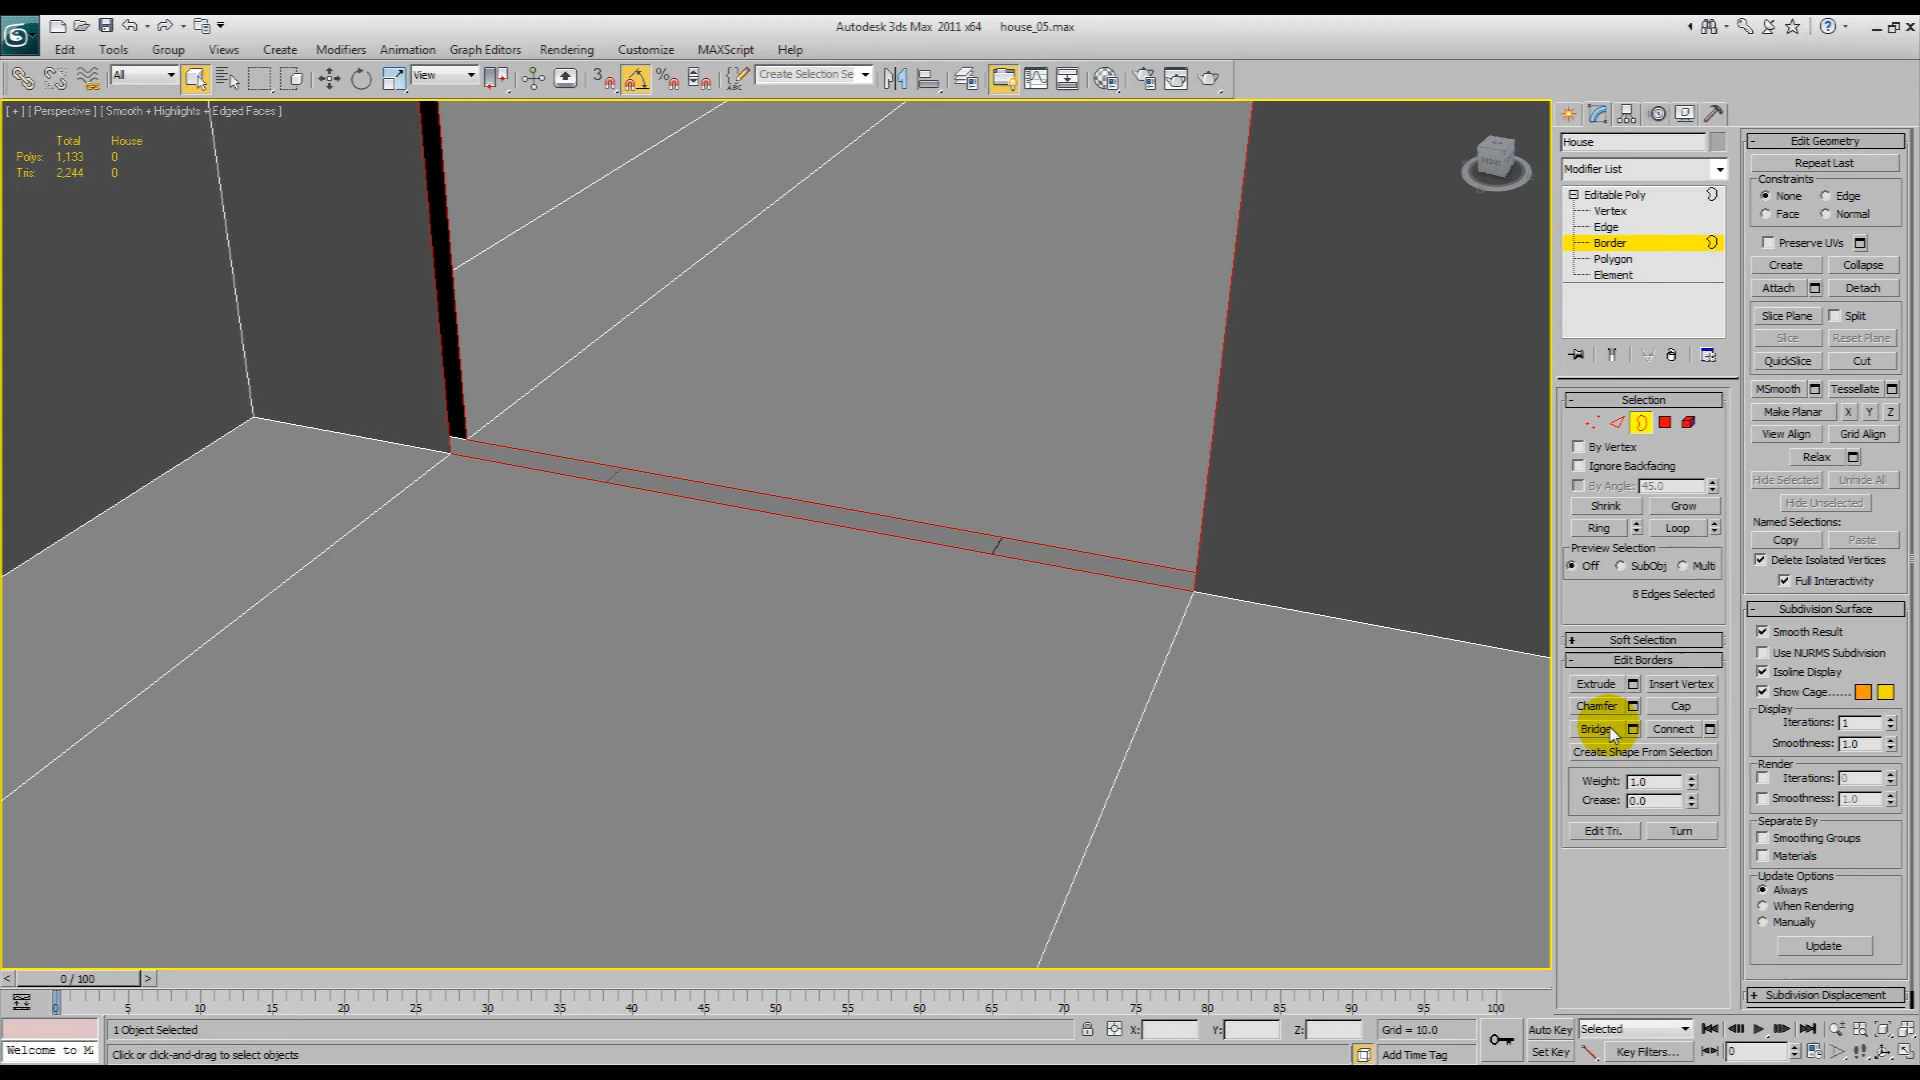 Autodesk 3ds Max 2011 x64 house_05.max
Edit Tools Group Views Create Modifiers Animation Graph Editors Rendering Customize MAXScript Help
All View Create Selection Se
[ + ] [ Perspective ] [ Smooth + Highlights + Edged Faces ]
Total House
Polys: 1,133 0
Tris: 2,244 0
House
Modifier List
Editable Poly
Vertex
Edge
Border
Polygon
Element
Selection
By Vertex
Ignore Backfacing
By Angle: 45.0
Shrink Grow
Ring Loop
Preview Selection
Off SubObj Multi
8 Edges Selected
Soft Selection
Edit Borders
Extrude Insert Vertex
Chamfer Cap
Bridge Connect
Create Shape From Selection
Weight: 1.0
Crease: 0.0
Edit Tri. Turn
Edit Geometry
Repeat Last
Constraints
None Edge
Face Normal
Preserve UVs
Create Collapse
Attach Detach
Slice Plane Split
Slice Reset Plane
QuickSlice Cut
MSmooth Tessellate
Make Planar X Y Z
View Align Grid Align
Relax
Hide Selected Unhide All
Hide Unselected
Named Selections:
Copy Paste
Delete Isolated Vertices
Full Interactivity
Subdivision Surface
Smooth Result
Use NURMS Subdivision
Isoline Display
Show Cage......
Display
Iterations: 1
Smoothness: 1.0
Render
Iterations: 0
Smoothness: 1.0
Separate By
Smoothing Groups
Materials
Update Options
Always
When Rendering
Manually
Update
Subdivision Displacement
< 0 / 100 >
0 5 10 15 20 25 30 35 40 45 50 55 60 65 70 75 80 85 90 95 100
1 Object Selected X: Y: Z: Grid = 10.0 Auto Key Selected
Welcome to Click or click-and-drag to select objects Add Time Tag Set Key Key Filters... 0